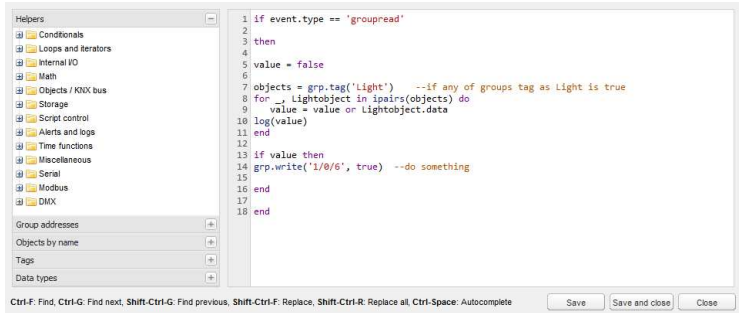 Helpers
Conditionals
Loops and iterators
Internal I/O
Math
Objects / KNX bus
Storage
Script control
Alerts and logs
Time functions
Miscellaneous
Serial
Modbus
DMX
Group addresses
Objects by name
Tags
Data types
1 if event.type == 'groupread'
2
3 then
4
5 value = false
6
7 objects = grp.tag('Light')    --if any of groups tag as Light is true
8 for _, Lightobject in ipairs(objects) do
9    value = value or Lightobject.data
10 log(value)
11 end
12
13 if value then
14 grp.write('1/0/6', true)  --do something
15
16 end
17
18 end
Ctrl-F: Find, Ctrl-G: Find next, Shift-Ctrl-G: Find previous, Shift-Ctrl-F: Replace, Shift-Ctrl-R: Replace all, Ctrl-Space: Autocomplete
Save
Save and close
Close